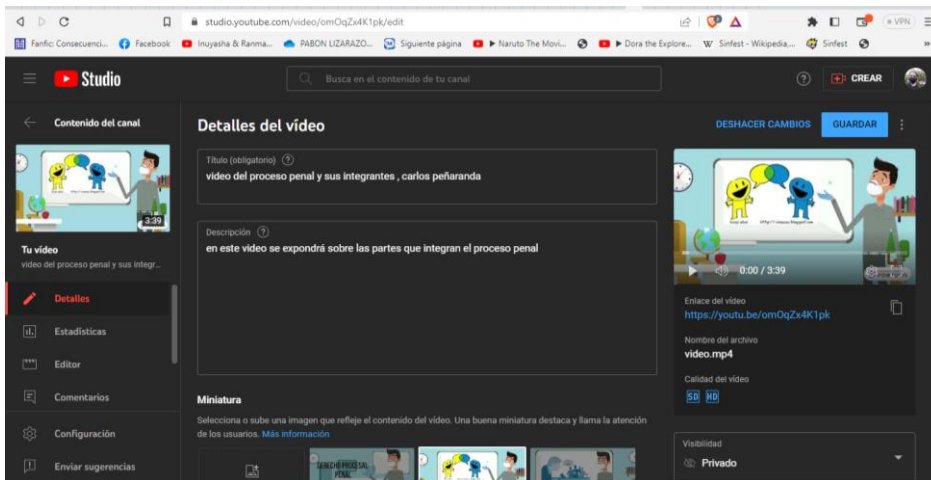 studio.youtube.com/video/omOqZx4K1pk/edit
VPN
Fanfic: Consecuenci...
Facebook
Inuyasha & Ranma...
PABON LIZARAZO...
Siguiente página
Naruto The Movi...
Dora the Explore...
Sinfest - Wikipedia,...
Sinfest
Studio
Busca en el contenido de tu canal
CREAR
Contenido del canal
3:39
Tu vídeo
video del proceso penal y sus integr...
Detalles
Estadísticas
Editor
Comentarios
Configuración
Enviar sugerencias
Detalles del vídeo
DESHACER CAMBIOS
GUARDAR
Título (obligatorio)
video del proceso penal y sus integrantes , carlos peñaranda
Descripción
en este video se expondrá sobre las partes que integran el proceso penal
Miniatura
Selecciona o sube una imagen que refleje el contenido del vídeo. Una buena miniatura destaca y llama la atención
de los usuarios. Más información
DERECHO PROCESAL
PENAL
0:00 / 3:39
Enlace del vídeo
https://youtu.be/omOqZx4K1pk
Nombre del archivo
video.mp4
Calidad del vídeo
SD HD
Visibilidad
Privado